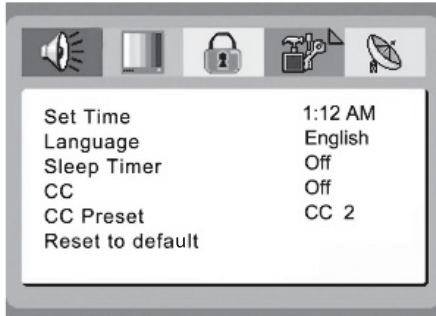 Set Time 1:12 AM
Language English
Sleep Timer Off
CC Off
CC Preset CC 2
Reset to default